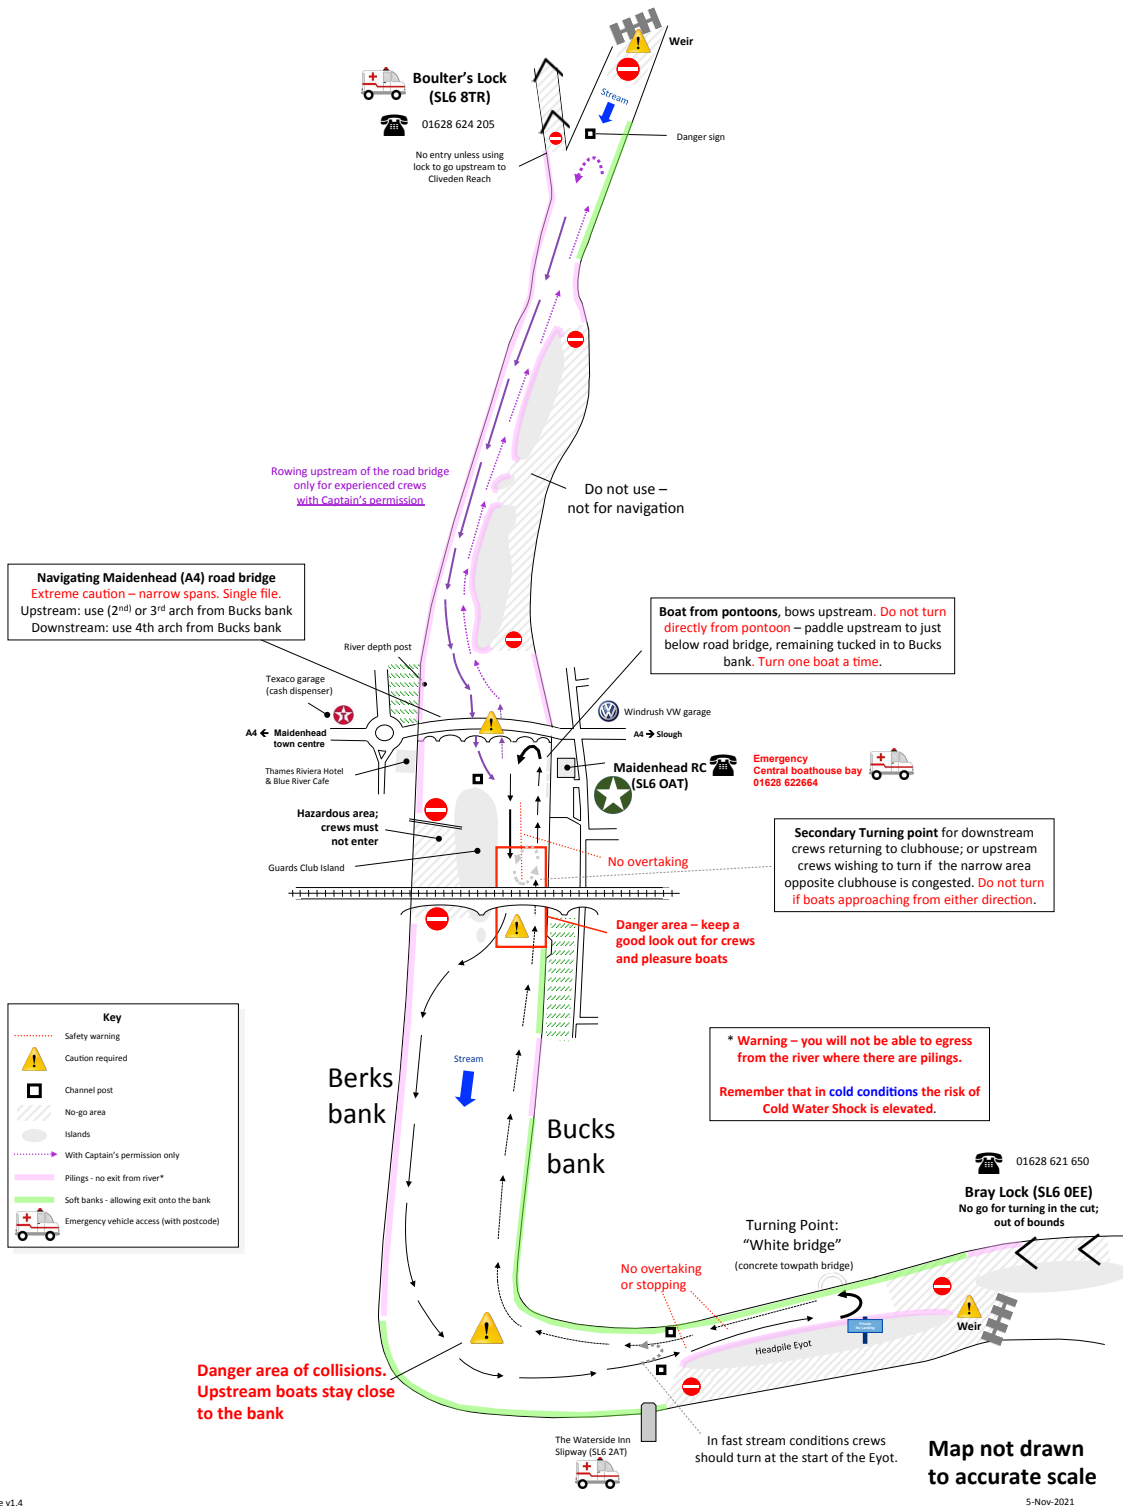 Weir
Boulter's Lock
(SL6 8TR)
01628 624 205
Stream
Danger sign
No entry unless using
lock to go upstream to
Cliveden Reach
Rowing upstream of the road bridge
only for experienced crews
with Captain's permission
Do not use –
not for navigation
Navigating Maidenhead (A4) road bridge
Extreme caution – narrow spans. Single file.
Upstream: use (2nd) or 3rd arch from Bucks bank
Downstream: use 4th arch from Bucks bank
Boat from pontoons, bows upstream. Do not turn
directly from pontoon – paddle upstream to just
below road bridge, remaining tucked in to Bucks
bank. Turn one boat a time.
River depth post
Texaco garage
(cash dispenser)
Windrush VW garage
A4 ← Maidenhead
town centre
A4 → Slough
Thames Riviera Hotel
& Blue River Cafe
Maidenhead RC
(SL6 OAT)
Emergency
Central boathouse bay
01628 622664
Hazardous area;
crews must
not enter
Guards Club Island
No overtaking
Secondary Turning point for downstream
crews returning to clubhouse; or upstream
crews wishing to turn if the narrow area
opposite clubhouse is congested. Do not turn
if boats approaching from either direction.
Danger area – keep a
good look out for crews
and pleasure boats
Key
Safety warning
Caution required
Channel post
No-go area
Islands
With Captain's permission only
Pilings - no exit from river*
Soft banks - allowing exit onto the bank
Emergency vehicle access (with postcode)
Stream
Berks
bank
Bucks
bank
* Warning – you will not be able to egress
from the river where there are pilings.
Remember that in cold conditions the risk of
Cold Water Shock is elevated.
01628 621 650
Bray Lock (SL6 0EE)
No go for turning in the cut;
out of bounds
Turning Point:
"White bridge"
(concrete towpath bridge)
No overtaking
or stopping
Weir
Headpile Eyot
Danger area of collisions.
Upstream boats stay close
to the bank
The Waterside Inn
Slipway (SL6 2AT)
In fast stream conditions crews
should turn at the start of the Eyot.
Map not drawn
to accurate scale
e v1.4
5-Nov-2021